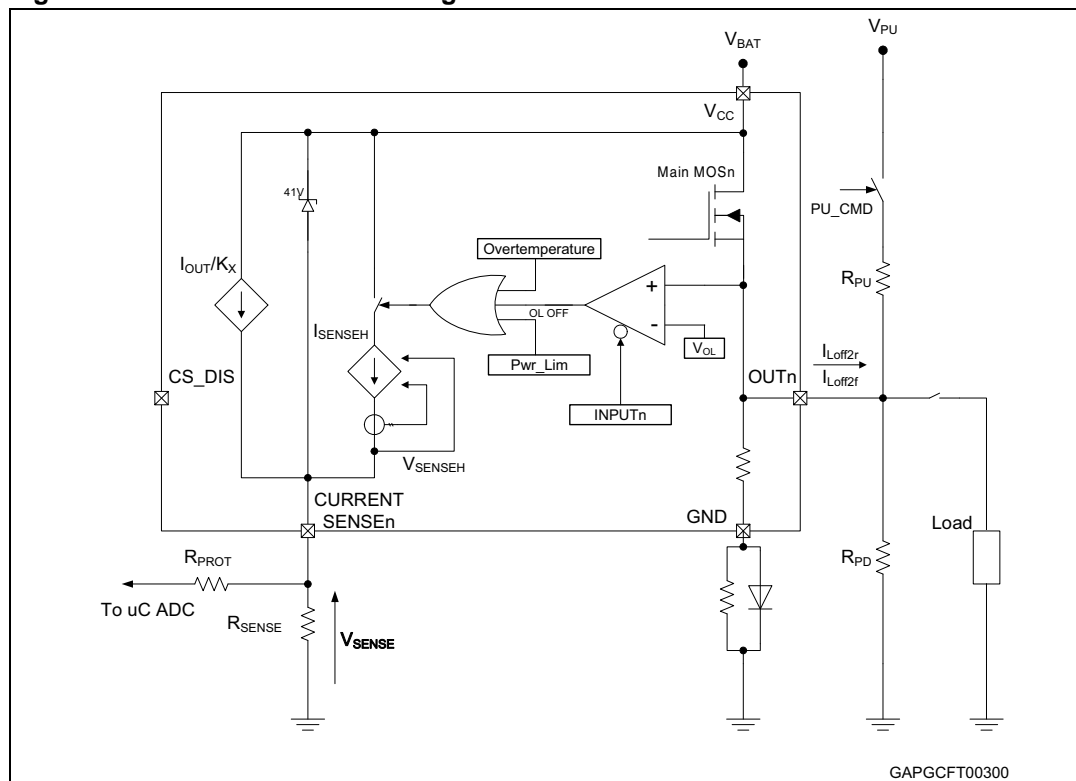 V_BAT
V_PU
V_CC
Main MOSn
41V
PU_CMD
Overtemperature
I_OUT/K_X
R_PU
+
OL OFF
I_SENSEH
-
V_OL
Pwr_Lim
I_Loff2r
CS_DIS
OUTn
I_Loff2f
INPUTn
V_SENSEH
CURRENT
SENSEn
GND
Load
R_PROT
R_PD
To uC ADC
R_SENSE
V_SENSE
GAPGCFT00300